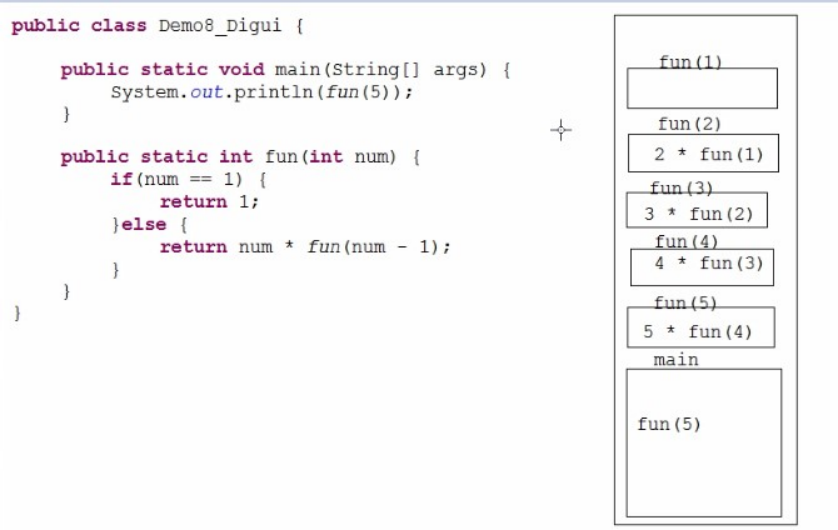 public class Demo8_Digui {
public static void main(String[] args) {
System.out.println(fun(5));
}
public static int fun(int num) {
if(num == 1) {
return 1;
}else {
return num * fun(num - 1);
}
}
}
fun(1)
fun(2)
2 * fun(1)
fun(3)
3 * fun(2)
fun(4)
4 * fun(3)
fun(5)
5 * fun(4)
main
fun(5)